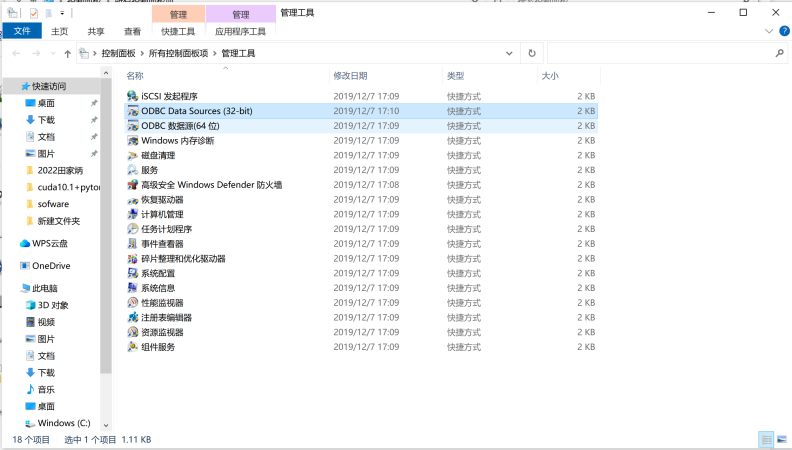 管理 管理 管理工具
文件 主页 共享 查看 快捷工具 应用程序工具
控制面板 所有控制面板项 管理工具
名称 修改日期 类型 大小
快速访问
桌面
下载
文档
图片
2022田家炳
cuda10.1+pytor
sofware
新建文件夹
WPS云盘
OneDrive
此电脑
3D 对象
视频
图片
文档
下载
音乐
桌面
Windows (C:)
iSCSI 发起程序 2019/12/7 17:09 快捷方式 2 KB
ODBC Data Sources (32-bit) 2019/12/7 17:10 快捷方式 2 KB
ODBC 数据源(64 位) 2019/12/7 17:09 快捷方式 2 KB
Windows 内存诊断 2019/12/7 17:09 快捷方式 2 KB
磁盘清理 2019/12/7 17:09 快捷方式 2 KB
服务 2019/12/7 17:09 快捷方式 2 KB
高级安全 Windows Defender 防火墙 2019/12/7 17:08 快捷方式 2 KB
恢复驱动器 2019/12/7 17:09 快捷方式 2 KB
计算机管理 2019/12/7 17:09 快捷方式 2 KB
任务计划程序 2019/12/7 17:09 快捷方式 2 KB
事件查看器 2019/12/7 17:09 快捷方式 2 KB
碎片整理和优化驱动器 2019/12/7 17:09 快捷方式 2 KB
系统配置 2019/12/7 17:09 快捷方式 2 KB
系统信息 2019/12/7 17:09 快捷方式 2 KB
性能监视器 2019/12/7 17:09 快捷方式 2 KB
注册表编辑器 2019/12/7 17:09 快捷方式 2 KB
资源监视器 2019/12/7 17:09 快捷方式 2 KB
组件服务 2019/12/7 17:09 快捷方式 2 KB
18 个项目 选中 1 个项目 1.11 KB